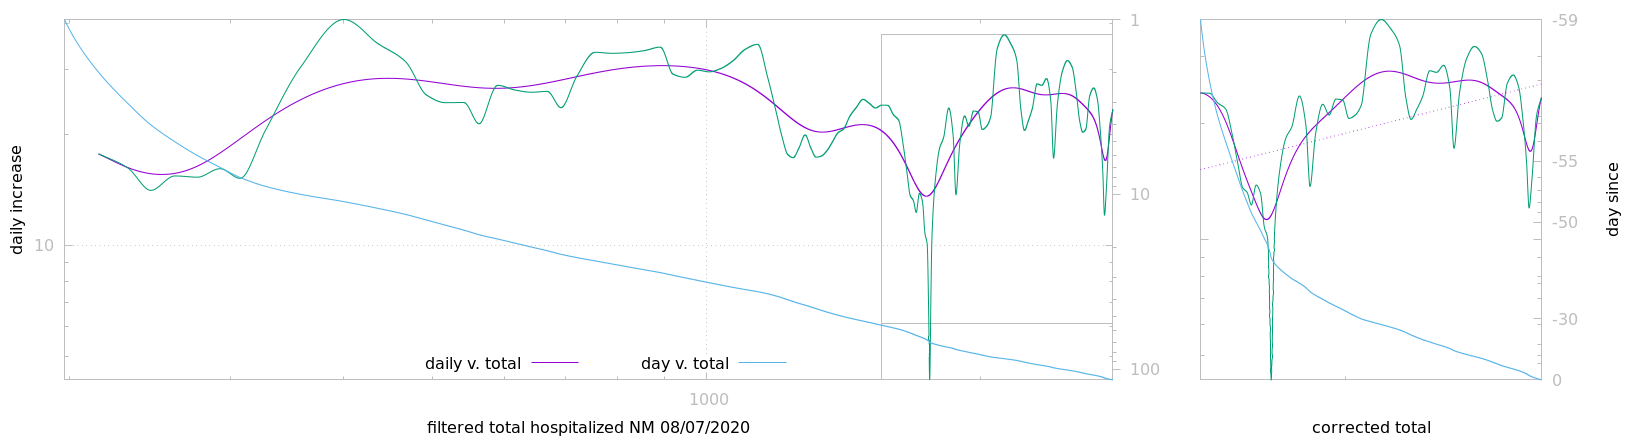 daily increase
10
daily v. total
day v. total
1000
filtered total hospitalized NM 08/07/2020
1
10
100
corrected total
-59
-55
-50
-30
0
day since